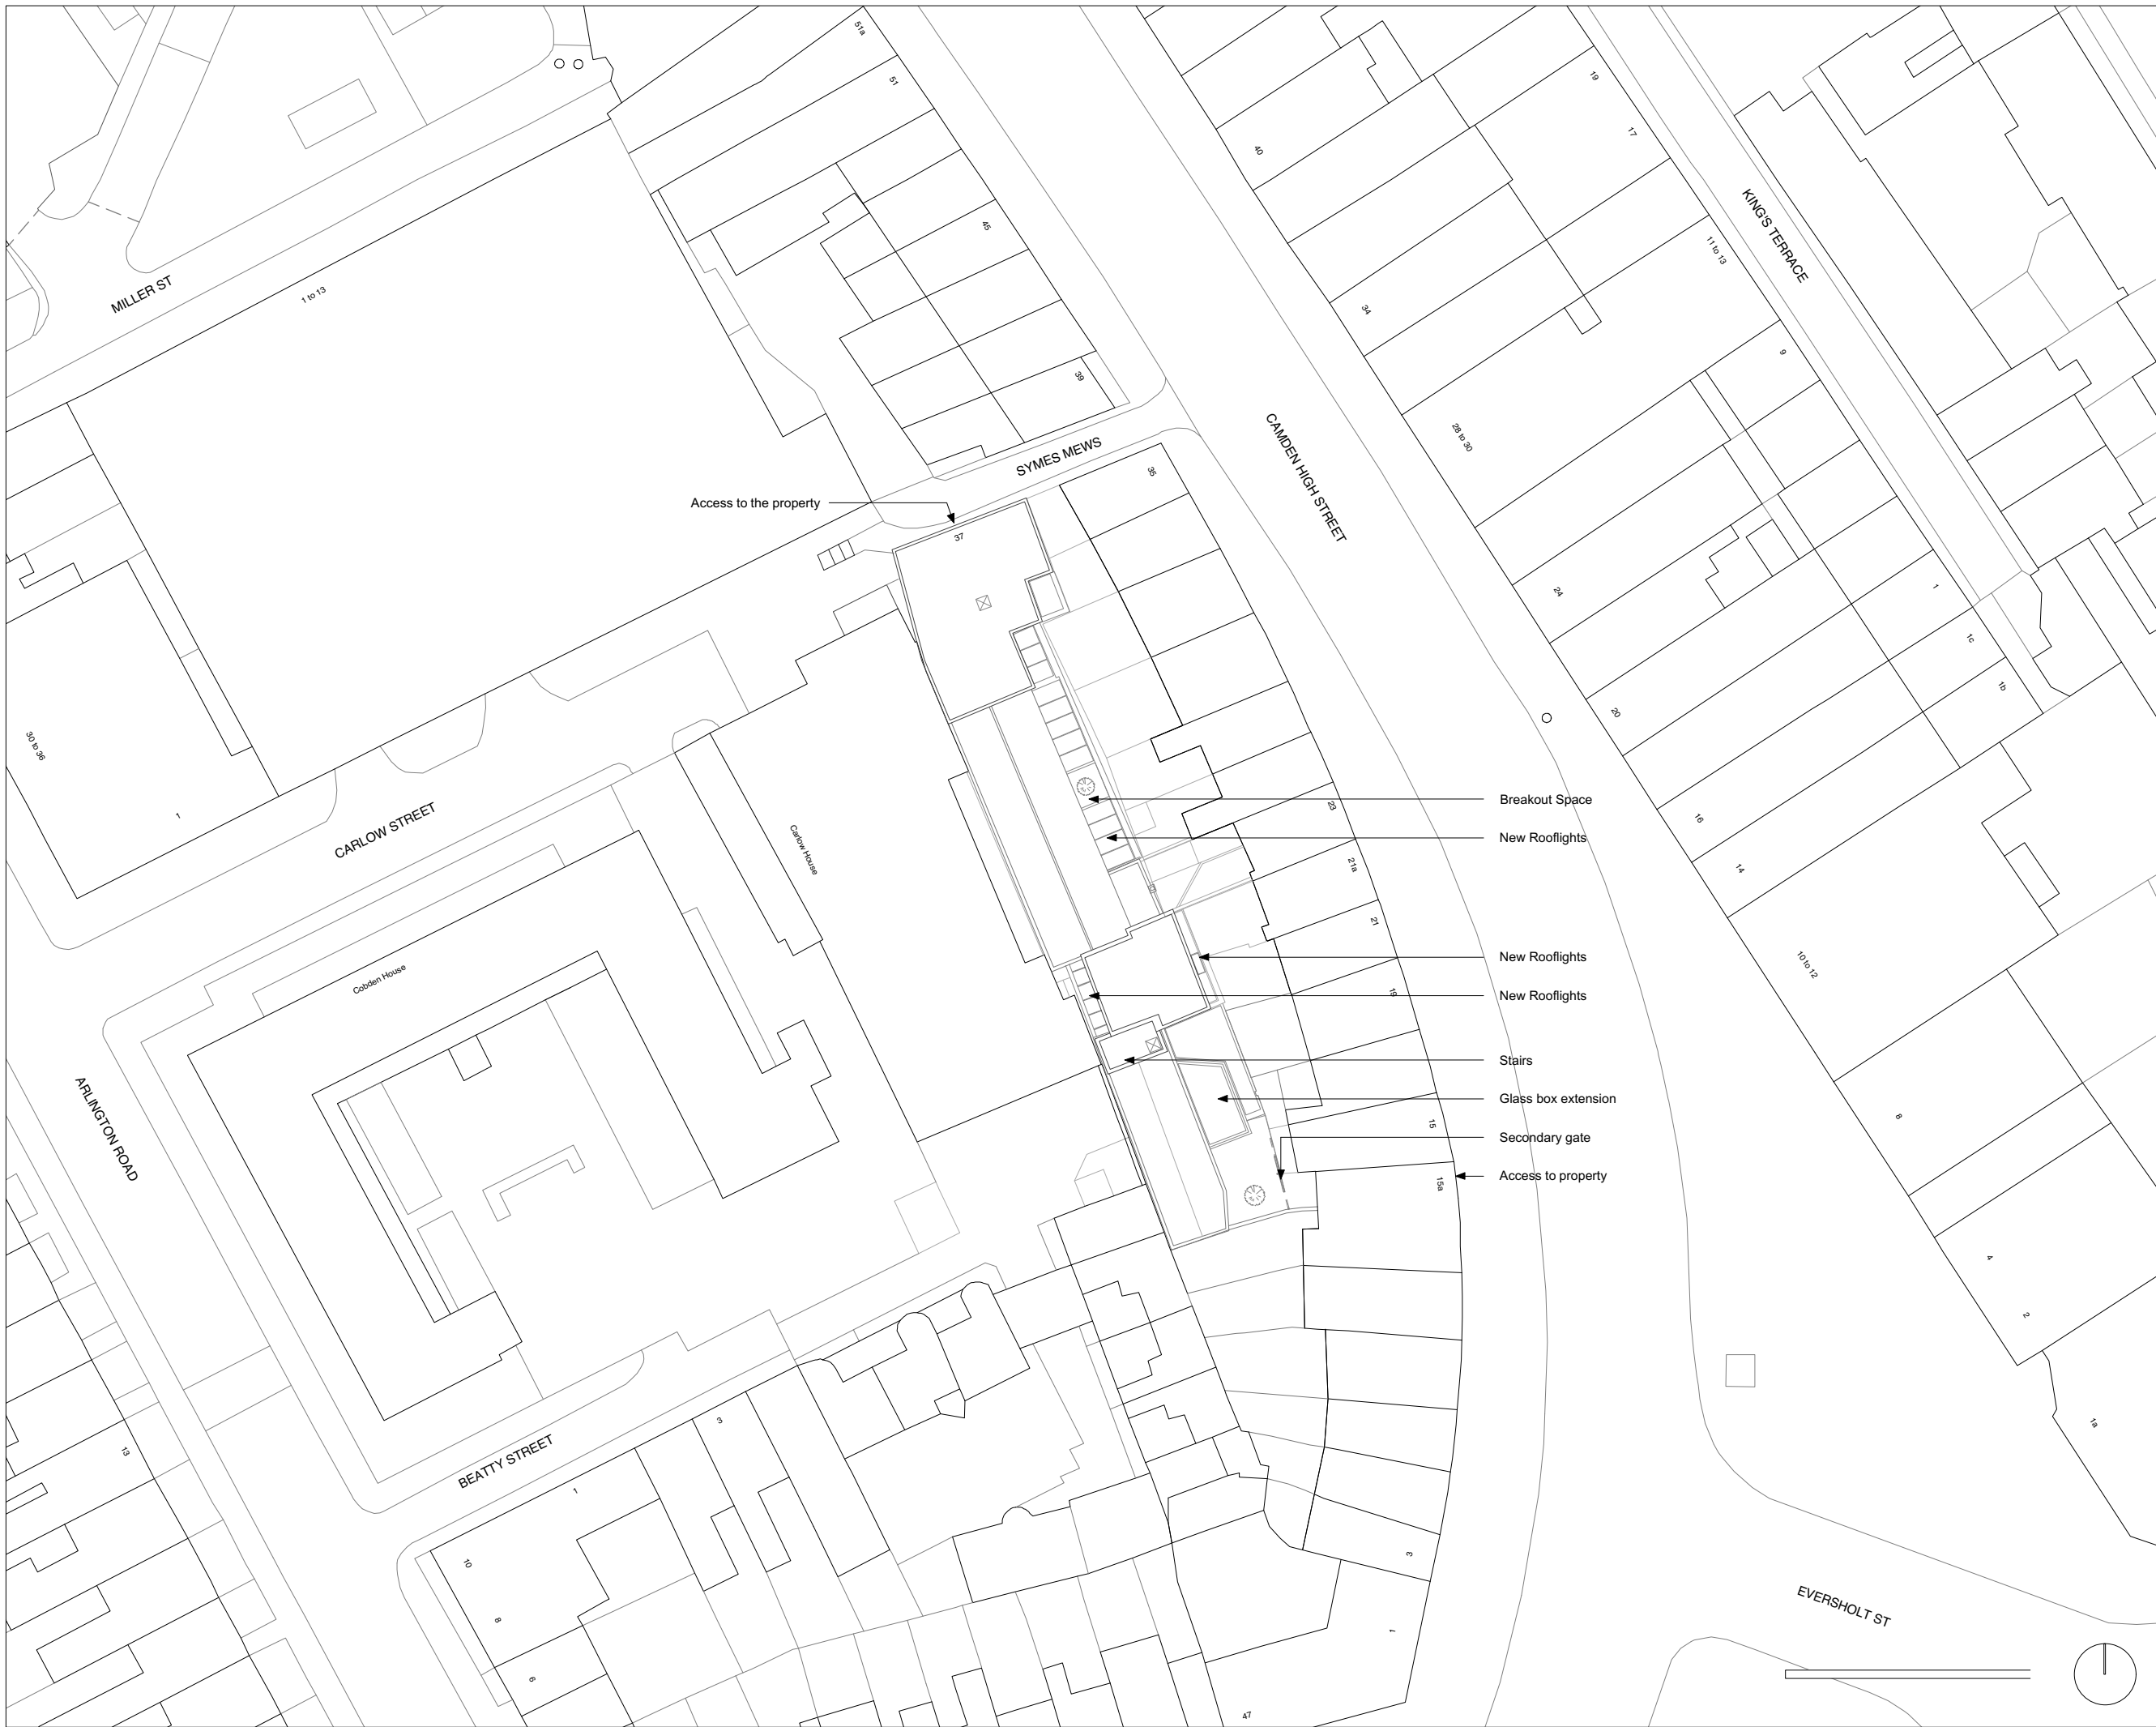 51a
51
19
17
40
KING'S TERRACE
45
11 to 13
MILLER ST
1 to 13
34
9
39
CAMDEN HIGH STREET
28 to 30
SYMES MEWS
35
Access to the property
37
24
1
1c
1b
20
30 to 36
1
CARLOW STREET
Carlow House
Breakout Space
23
New Rooflights
16
21a
14
21
New Rooflights
10 to 12
Cobden House
19
New Rooflights
Stairs
ARLINGTON ROAD
Glass box extension
8
15
Secondary gate
15a
Access to property
4
2
3
1a
13
BEATTY STREET
1
10
3
8
EVERSHOLT ST
1
6
47